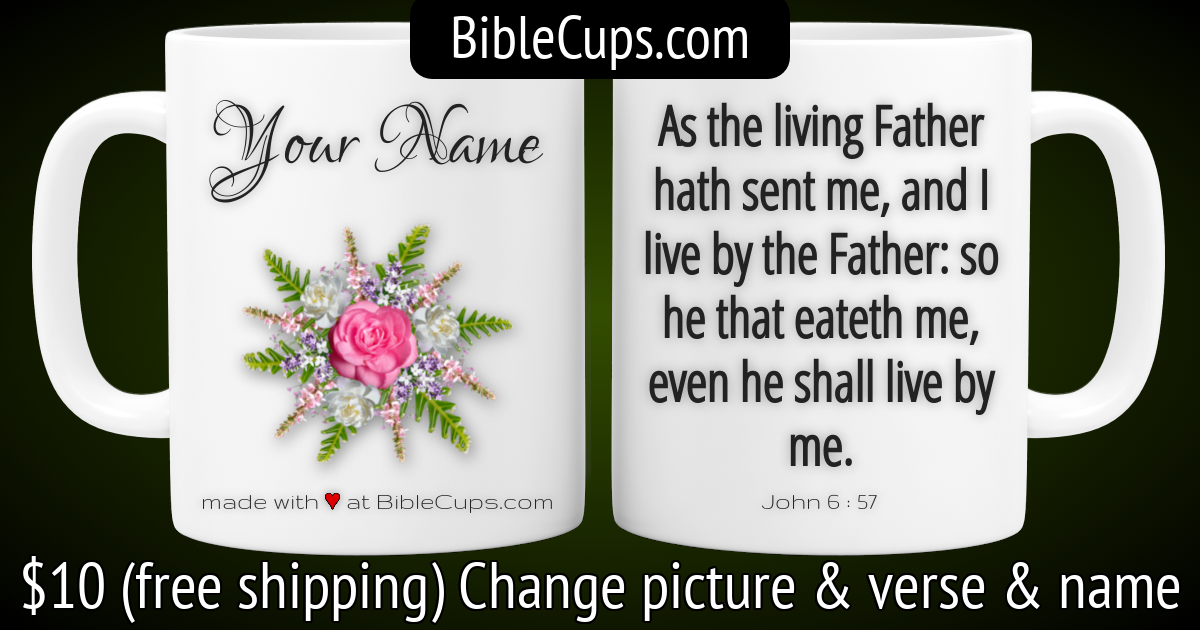 BibleCups.com
Your Name
made with ♥ at BibleCups.com
As the living Father
hath sent me, and I
live by the Father: so
he that eateth me,
even he shall live by
me.
John 6 : 57
$10 (free shipping) Change picture & verse & name